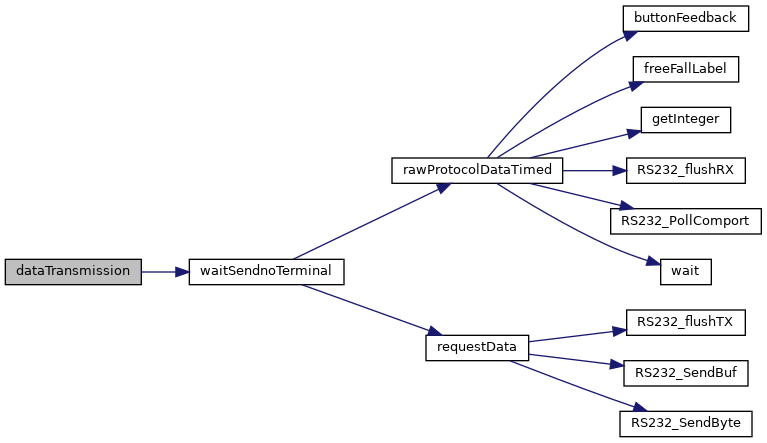 buttonFeedback
freeFallLabel
getInteger
rawProtocolDataTimed
RS232_flushRX
RS232_PollComport
dataTransmission
waitSendnoTerminal
wait
RS232_flushTX
requestData
RS232_SendBuf
RS232_SendByte